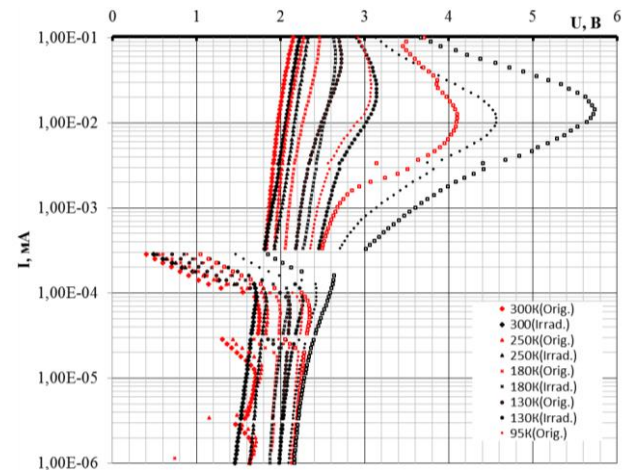 0 1 2 3 4 5 6
U, В
1,00E-01
1,00E-02
1,00E-03
I, мА
1,00E-04
1,00E-05
1,00E-06
300K(Orig.)
300(Irrad.)
250K(Orig.)
250K(Irrad.)
180K(Orig.)
180K(Irrad.)
130K(Orig.)
130K(Irrad.)
95K(Orig.)